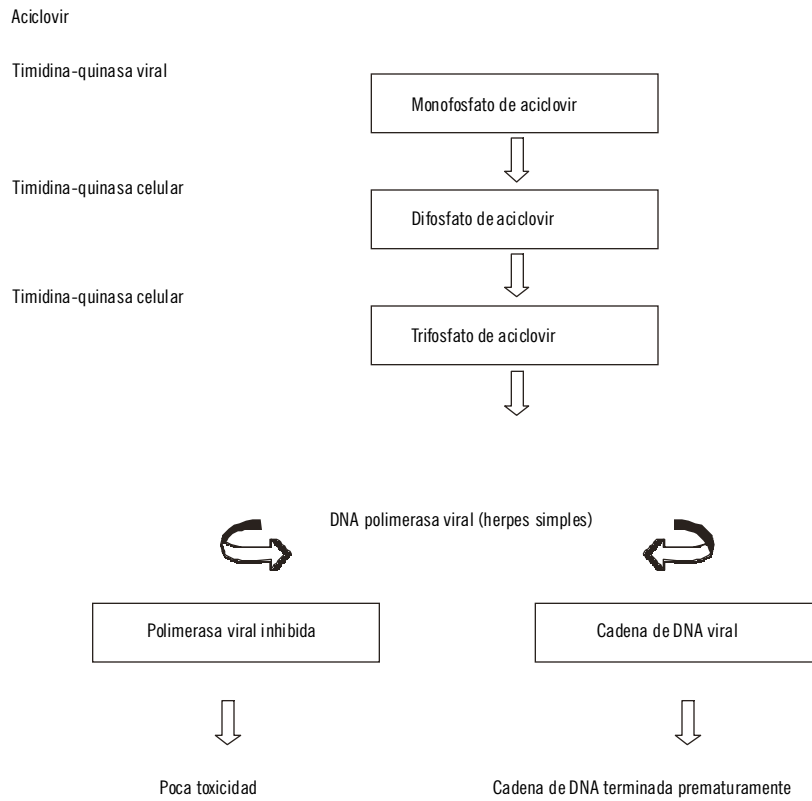 Aciclovir
Timidina-quinasa viral
Monofosfato de aciclovir
Timidina-quinasa celular
Difosfato de aciclovir
Timidina-quinasa celular
Trifosfato de aciclovir
DNA polimerasa viral (herpes simples)
Polimerasa viral inhibida
Cadena de DNA viral
Poca toxicidad
Cadena de DNA terminada prematuramente